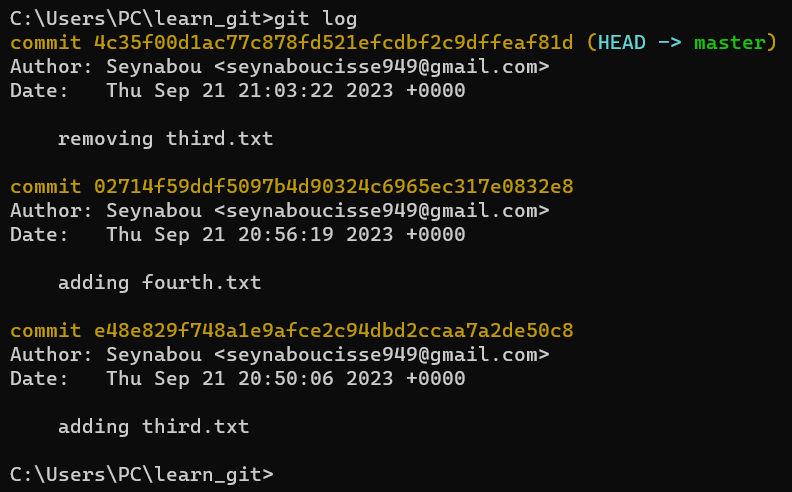 C:\Users\PC\learn_git>git log
commit 4c35f00d1ac77c878fd521efcdbf2c9dffeaf81d (HEAD -> master)
Author: Seynabou <seynaboucisse949@gmail.com>
Date:   Thu Sep 21 21:03:22 2023 +0000
    removing third.txt
commit 02714f59ddf5097b4d90324c6965ec317e0832e8
Author: Seynabou <seynaboucisse949@gmail.com>
Date:   Thu Sep 21 20:56:19 2023 +0000
    adding fourth.txt
commit e48e829f748a1e9afce2c94dbd2ccaa7a2de50c8
Author: Seynabou <seynaboucisse949@gmail.com>
Date:   Thu Sep 21 20:50:06 2023 +0000
    adding third.txt
C:\Users\PC\learn_git>